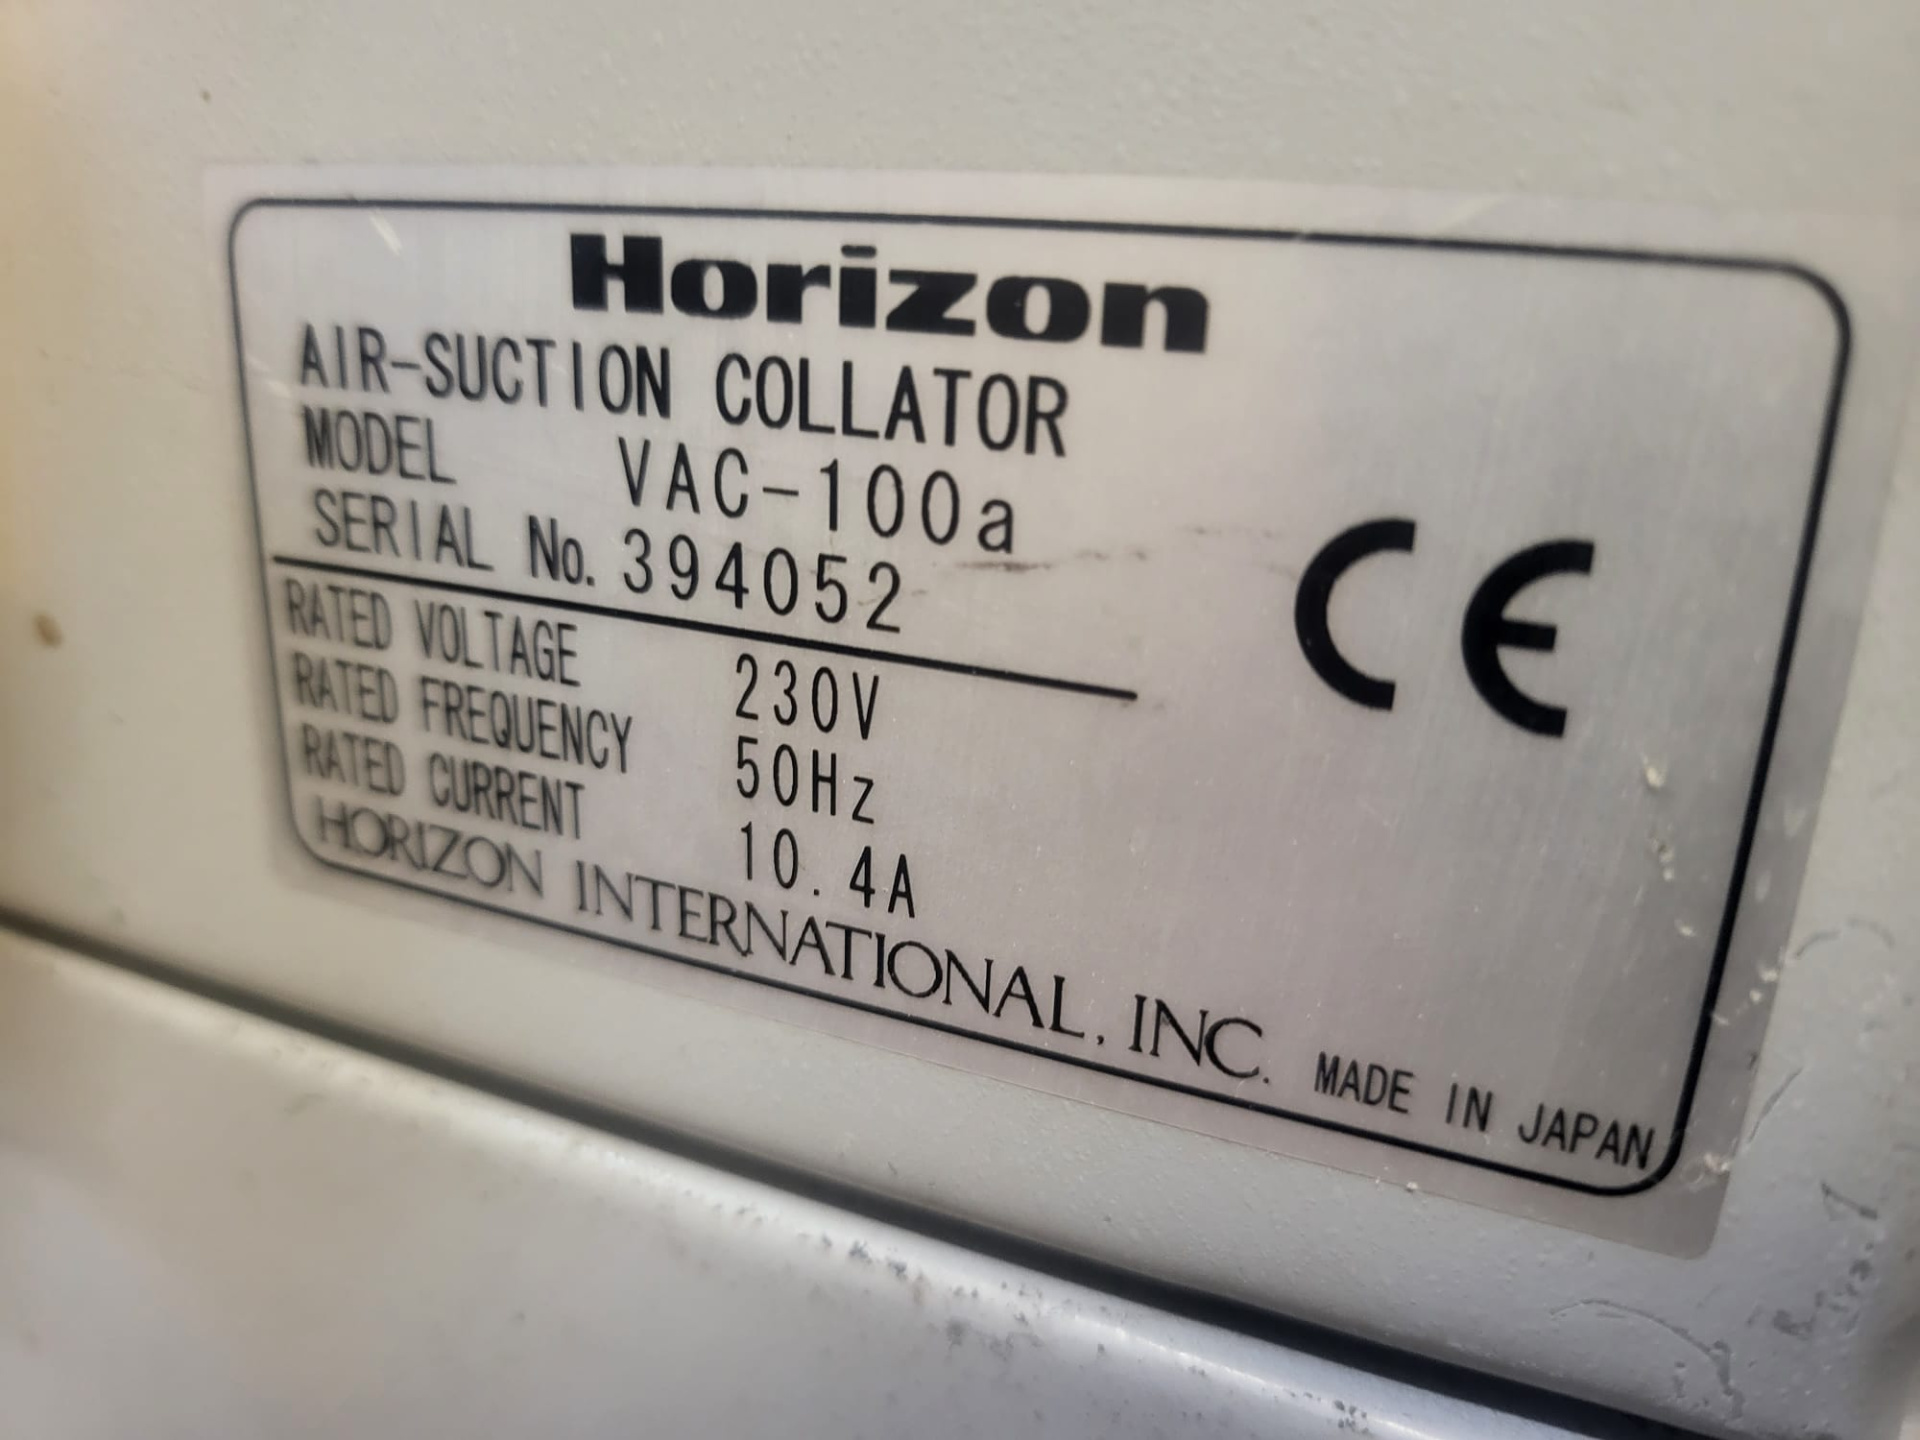 Horizon
AIR-SUCTION COLLATOR
MODEL VAC-100a
SERIAL No. 394052
RATED VOLTAGE 230V
RATED FREQUENCY 50Hz
RATED CURRENT 10.4A
HORIZON INTERNATIONAL, INC. MADE IN JAPAN
CE